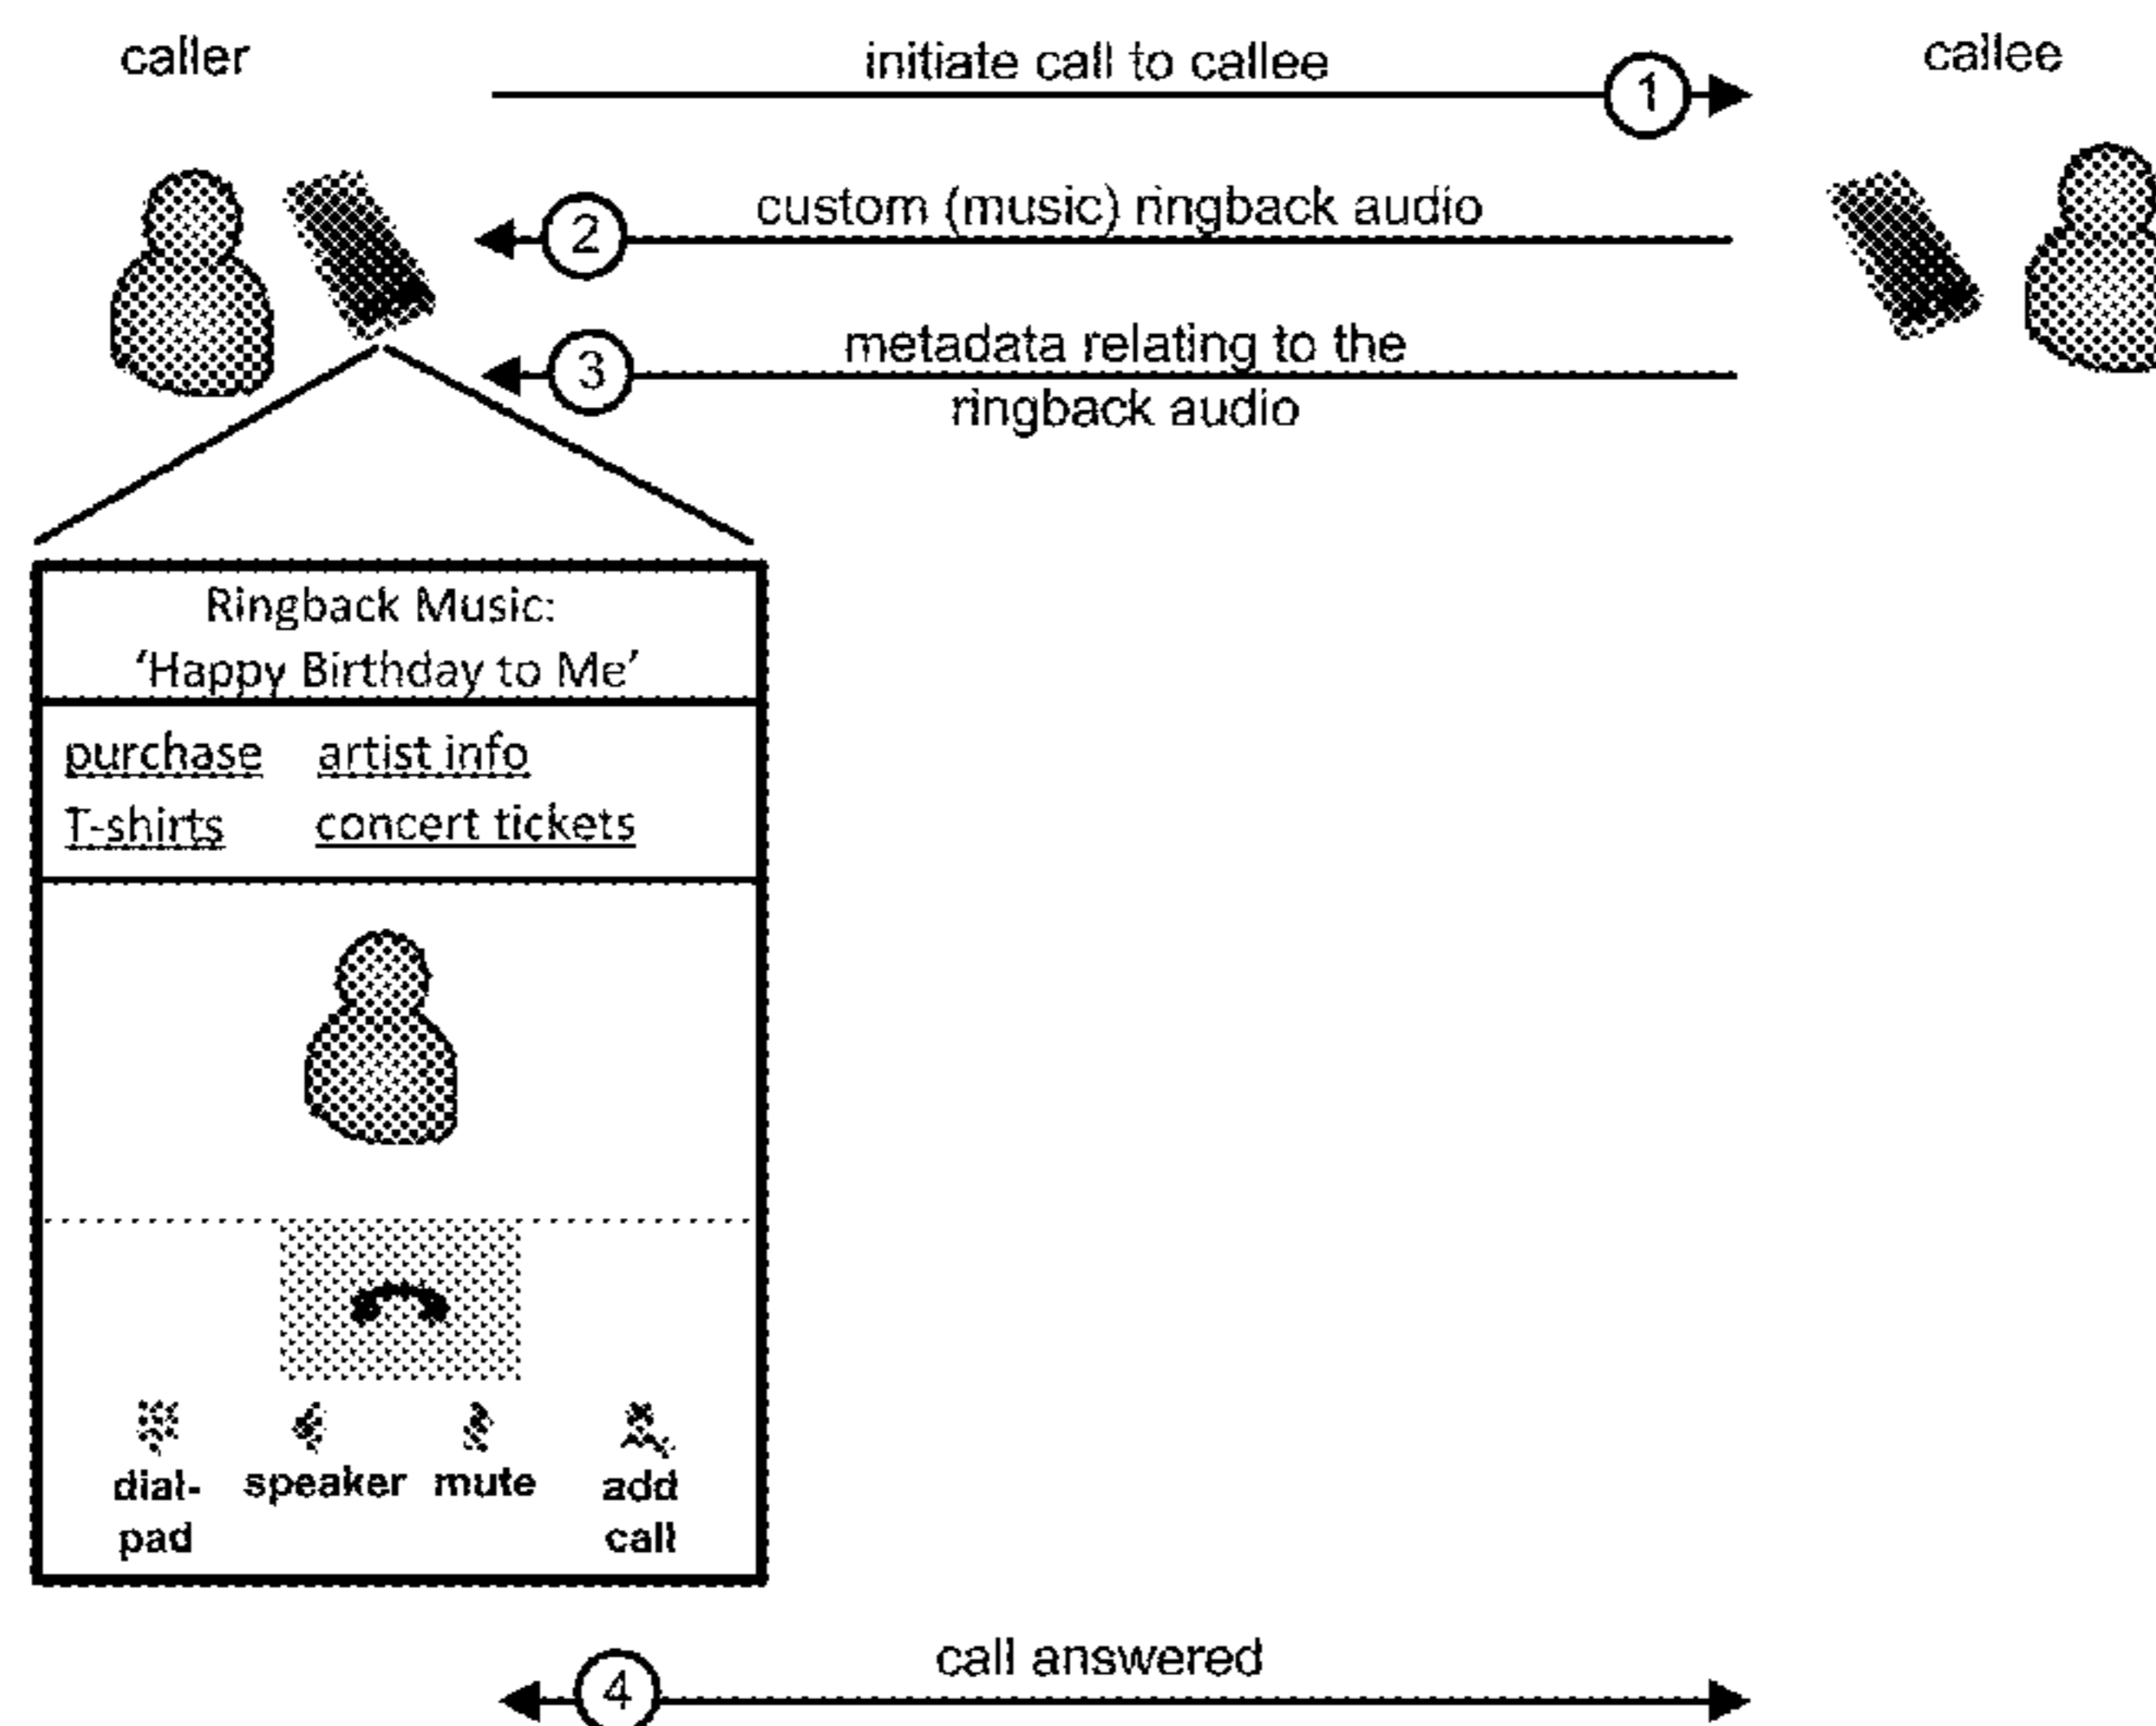 caller
initiate call to callee
1
callee
2
custom (music) ringback audio
3
metadata relating to the
ringback audio
Ringback Music:
‘Happy Birthday to Me’
purchase artist info
T-shirts concert tickets
dial- speaker mute add
pad call
call answered
4